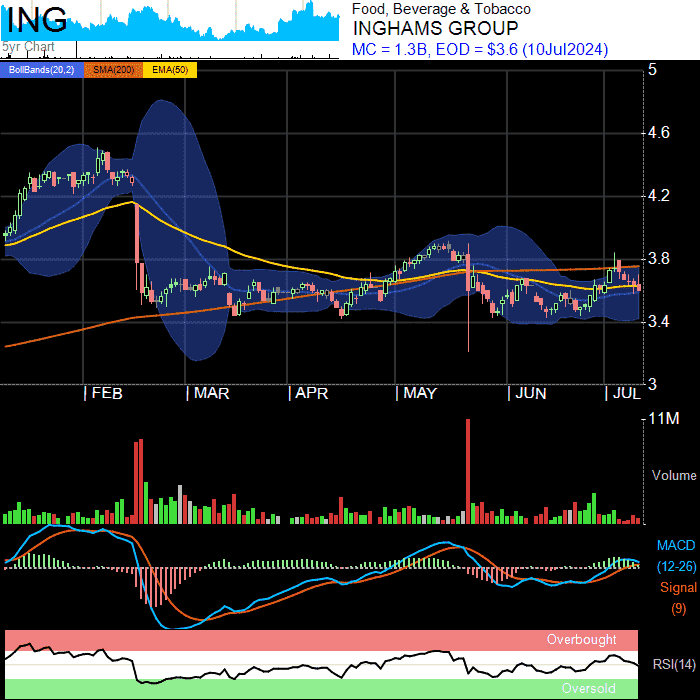 ING
5yr Chart
Food, Beverage & Tobacco
INGHAMS GROUP
MC = 1.3B, EOD = $3.6 (10Jul2024)
BollBands(20,2) SMA(200) EMA(50)
5
4.6
4.2
3.8
3.4
3
| FEB | MAR | APR | MAY | JUN | JUL
11M
Volume
MACD
(12-26)
Signal
(9)
Overbought
RSI(14)
Oversold